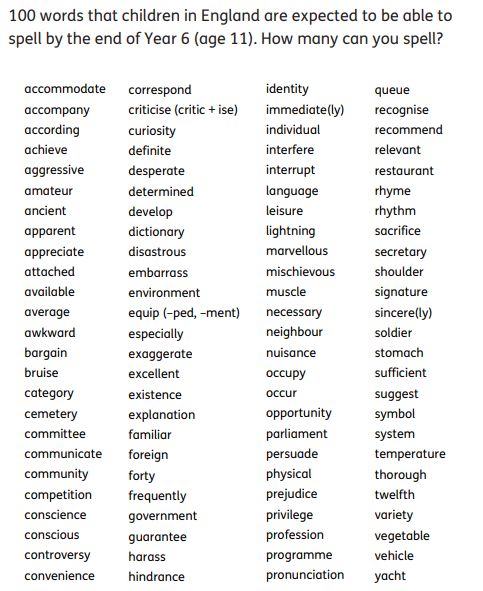 100 words that children in England are expected to be able to
spell by the end of Year 6 (age 11). How many can you spell?
accommodate correspond identity queue
accompany criticise (critic + ise) immediate(ly) recognise
according curiosity individual recommend
achieve definite interfere relevant
aggressive desperate interrupt restaurant
amateur determined language rhyme
ancient develop leisure rhythm
apparent dictionary lightning sacrifice
appreciate disastrous marvellous secretary
attached embarrass mischievous shoulder
available environment muscle signature
average equip (–ped, –ment) necessary sincere(ly)
awkward especially neighbour soldier
bargain exaggerate nuisance stomach
bruise excellent occupy sufficient
category existence occur suggest
cemetery explanation opportunity symbol
committee familiar parliament system
communicate foreign persuade temperature
community forty physical thorough
competition frequently prejudice twelfth
conscience government privilege variety
conscious guarantee profession vegetable
controversy harass programme vehicle
convenience hindrance pronunciation yacht